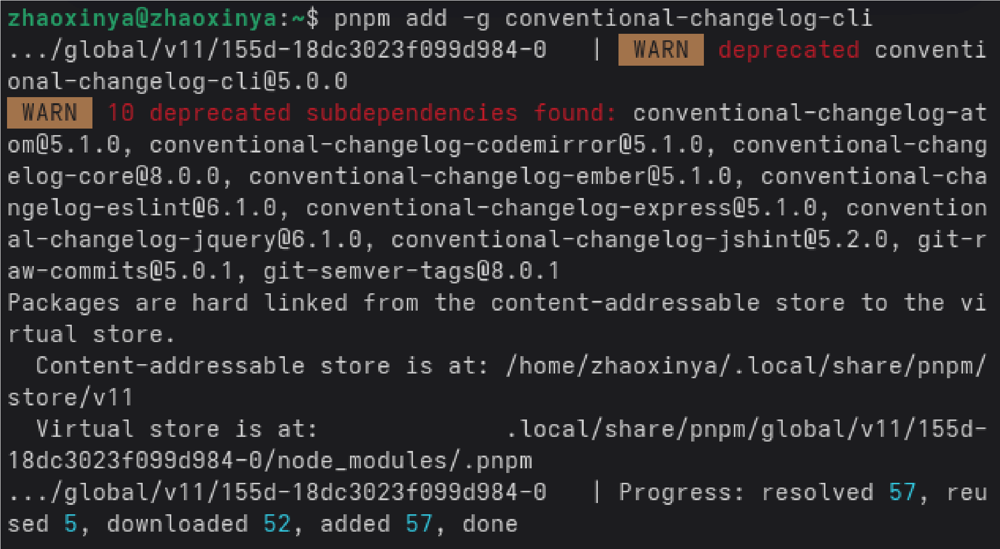 zhaoxinya@zhaoxinya:~$ pnpm add -g conventional-changelog-cli
.../global/v11/155d-18dc3023f099d984-0   | WARN deprecated conventi
onal-changelog-cli@5.0.0
WARN 10 deprecated subdependencies found: conventional-changelog-at
om@5.1.0, conventional-changelog-codemirror@5.1.0, conventional-chang
elog-core@8.0.0, conventional-changelog-ember@5.1.0, conventional-cha
ngelog-eslint@6.1.0, conventional-changelog-express@5.1.0, convention
al-changelog-jquery@6.1.0, conventional-changelog-jshint@5.2.0, git-r
aw-commits@5.0.1, git-semver-tags@8.0.1
Packages are hard linked from the content-addressable store to the vi
rtual store.
  Content-addressable store is at: /home/zhaoxinya/.local/share/pnpm/
store/v11
  Virtual store is at:             .local/share/pnpm/global/v11/155d-
18dc3023f099d984-0/node_modules/.pnpm
.../global/v11/155d-18dc3023f099d984-0   | Progress: resolved 57, reu
sed 5, downloaded 52, added 57, done